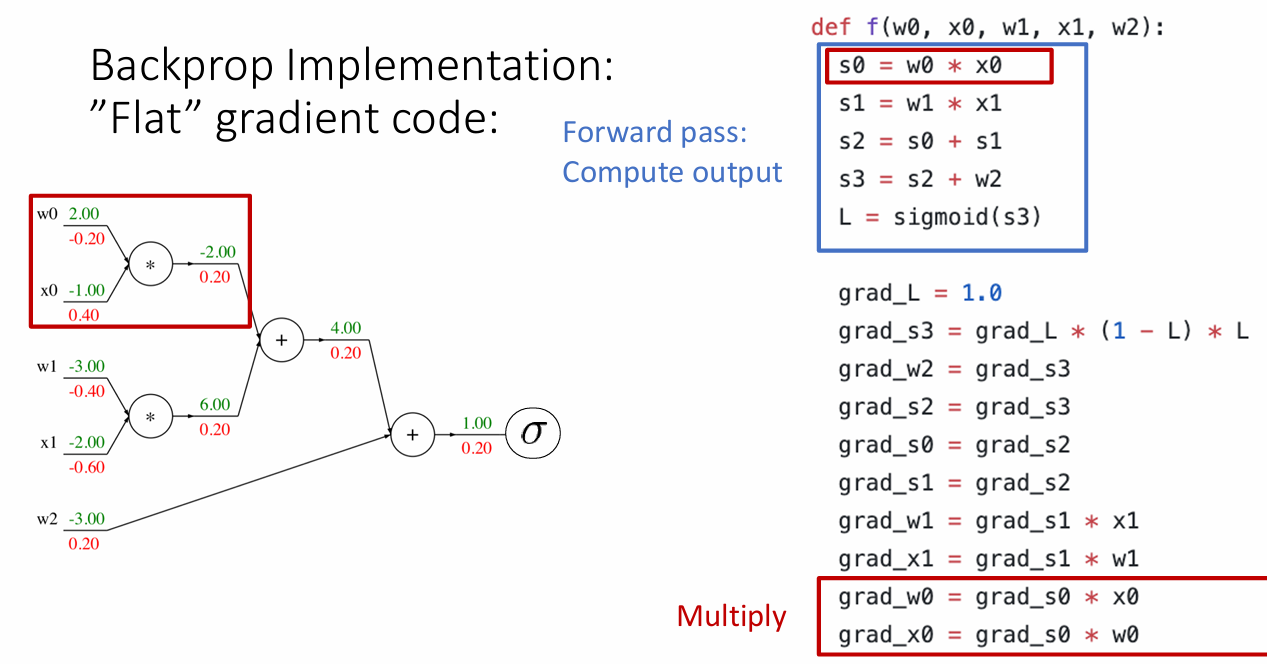 Backprop Implementation:
”Flat” gradient code:
Forward pass:
Compute output
def f(w0, x0, w1, x1, w2):
s0 = w0 * x0
s1 = w1 * x1
s2 = s0 + s1
s3 = s2 + w2
L = sigmoid(s3)
grad_L = 1.0
grad_s3 = grad_L * (1 - L) * L
grad_w2 = grad_s3
grad_s2 = grad_s3
grad_s0 = grad_s2
grad_s1 = grad_s2
grad_w1 = grad_s1 * x1
grad_x1 = grad_s1 * w1
grad_w0 = grad_s0 * x0
grad_x0 = grad_s0 * w0
Multiply
w0 2.00
-0.20
x0 -1.00
0.40
*
-2.00
0.20
w1 -3.00
-0.40
x1 -2.00
-0.60
*
6.00
0.20
+
4.00
0.20
w2 -3.00
0.20
+
1.00
0.20
σ